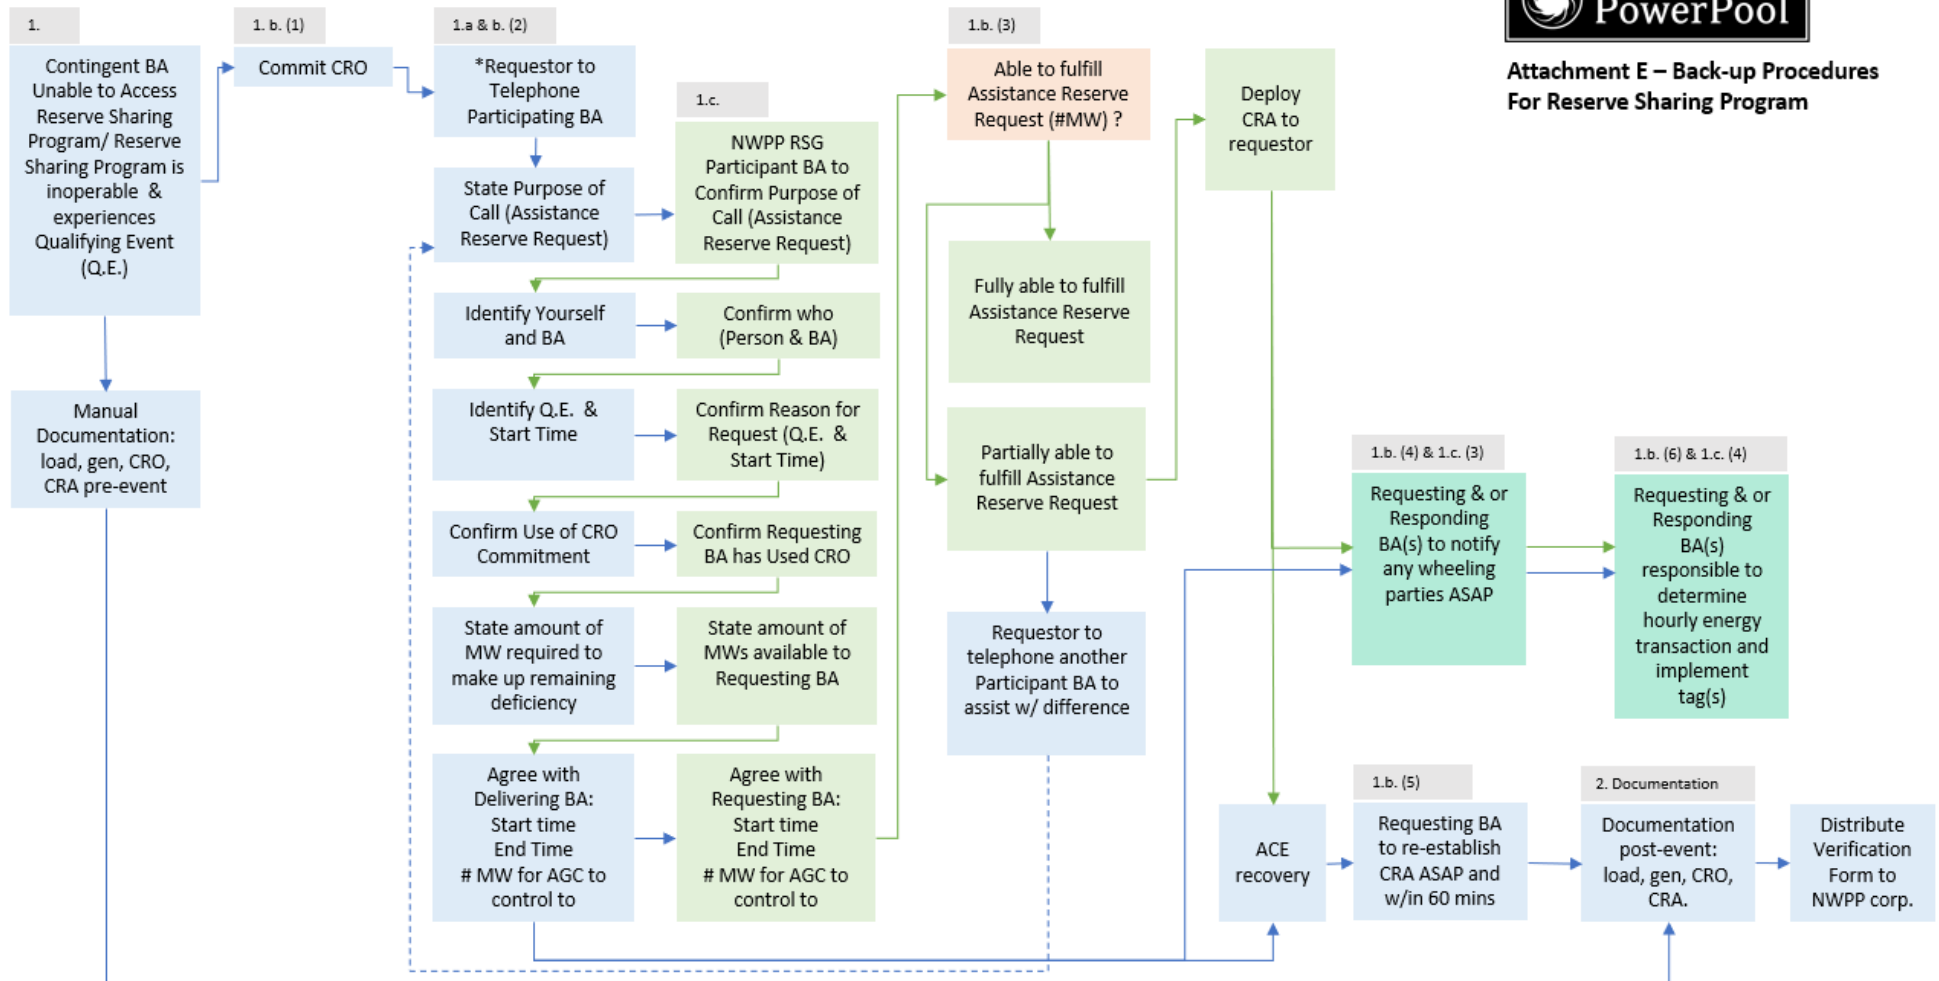 1.
Contingent BA
Unable to Access
Reserve Sharing
Program/ Reserve
Sharing Program is
inoperable &
experiences
Qualifying Event
(Q.E.)
Manual
Documentation:
load, gen, CRO,
CRA pre-event
1. b. (1)
Commit CRO
1.a & b. (2)
*Requestor to
Telephone
Participating BA
State Purpose of
Call (Assistance
Reserve Request)
1.c.
NWPP RSG
Participant BA to
Confirm Purpose of
Call (Assistance
Reserve Request)
Identify Yourself
and BA
Confirm who
(Person & BA)
Identify Q.E. &
Start Time
Confirm Reason for
Request (Q.E. &
Start Time)
Confirm Use of CRO
Commitment
Confirm Requesting
BA has Used CRO
State amount of
MW required to
make up remaining
deficiency
State amount of
MWs available to
Requesting BA
Agree with
Delivering BA:
Start time
End Time
# MW for AGC to
control to
Agree with
Requesting BA:
Start time
End Time
# MW for AGC to
control to
1.b. (3)
Able to fulfill
Assistance Reserve
Request (#MW) ?
Fully able to fulfill
Assistance Reserve
Request
Partially able to
fulfill Assistance
Reserve Request
Requestor to
telephone another
Participant BA to
assist w/ difference
Deploy
CRA to
requestor
PowerPool
Attachment E – Back-up Procedures
For Reserve Sharing Program
1.b. (4) & 1.c. (3)
Requesting & or
Responding
BA(s) to notify
any wheeling
parties ASAP
1.b. (6) & 1.c. (4)
Requesting & or
Responding
BA(s)
responsible to
determine
hourly energy
transaction and
implement
tag(s)
ACE
recovery
1.b. (5)
Requesting BA
to re-establish
CRA ASAP and
w/in 60 mins
2. Documentation
Documentation
post-event:
load, gen, CRO,
CRA.
Distribute
Verification
Form to
NWPP corp.